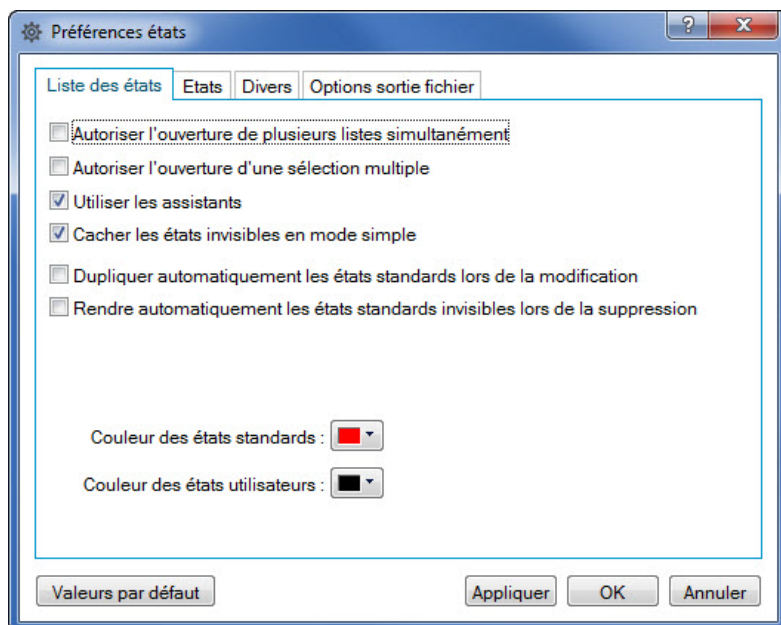 Préférences états
?
Liste des états Etats Divers Options sortie fichier
Autoriser l'ouverture de plusieurs listes simultanément
Autoriser l'ouverture d'une sélection multiple
Utiliser les assistants
Cacher les états invisibles en mode simple
Dupliquer automatiquement les états standards lors de la modification
Rendre automatiquement les états standards invisibles lors de la suppression
Couleur des états standards :
Couleur des états utilisateurs :
Valeurs par défaut Appliquer OK Annuler